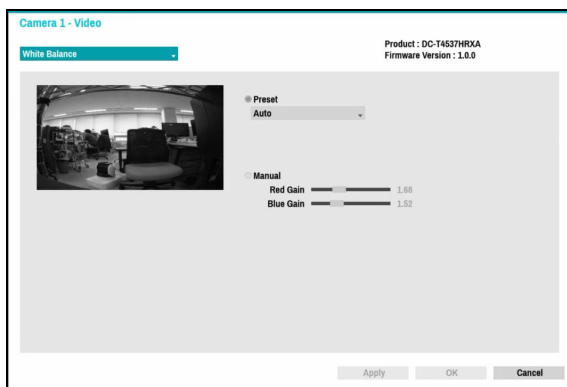 Camera 1 - Video
White Balance
Product : DC-T4537HRXA
Firmware Version : 1.0.0
Preset
Auto
Manual
Red Gain 1.68
Blue Gain 1.52
Apply OK Cancel